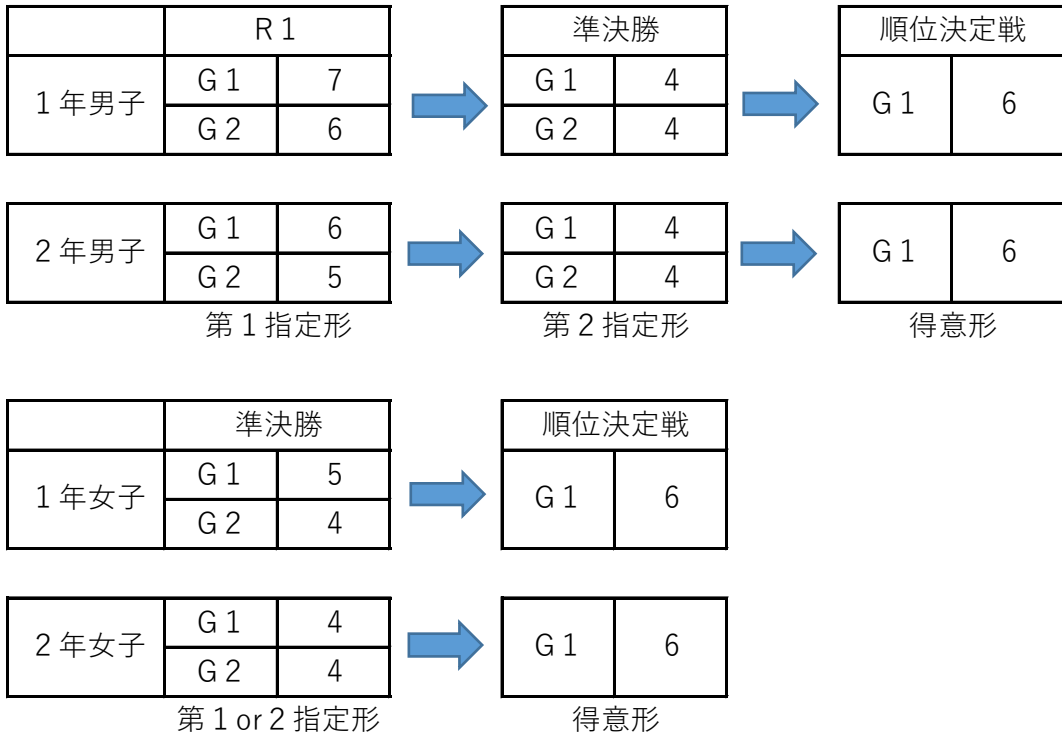 R1 準決勝 順位決定戦
1年男子 G1 7 G1 4 G1 6
G2 6 G2 4
2年男子 G1 6 G1 4 G1 6
G2 5 G2 4
第1指定形 第2指定形 得意形
準決勝 順位決定戦
1年女子 G1 5 G1 6
G2 4
2年女子 G1 4 G1 6
G2 4
第1or2指定形 得意形